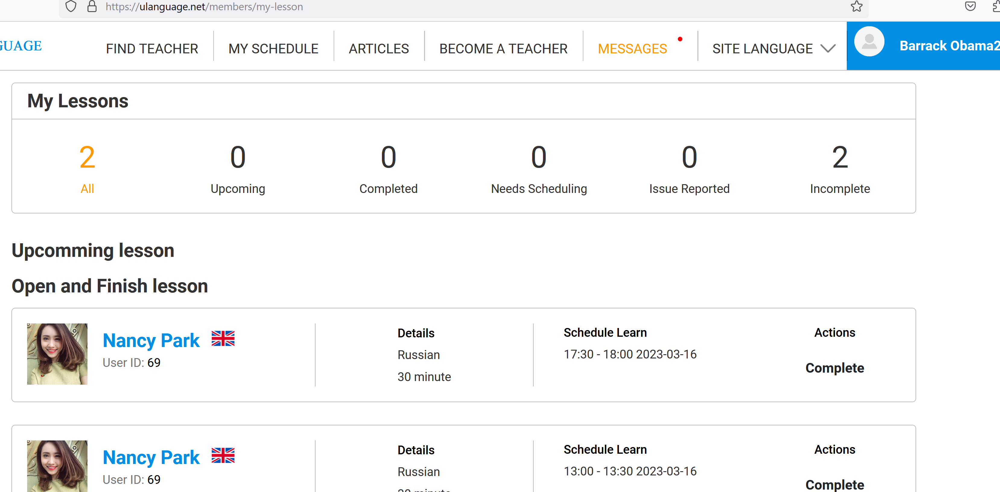 https://ulanguage.net/members/my-lesson
GUAGE
FIND TEACHER
MY SCHEDULE
ARTICLES
BECOME A TEACHER
MESSAGES
SITE LANGUAGE
Barrack Obama2
My Lessons
2
All
0
Upcoming
0
Completed
0
Needs Scheduling
0
Issue Reported
2
Incomplete
Upcomming lesson
Open and Finish lesson
Nancy Park
User ID: 69
Details
Russian
30 minute
Schedule Learn
17:30 - 18:00 2023-03-16
Actions
Complete
Nancy Park
User ID: 69
Details
Russian
30 minute
Schedule Learn
13:00 - 13:30 2023-03-16
Actions
Complete